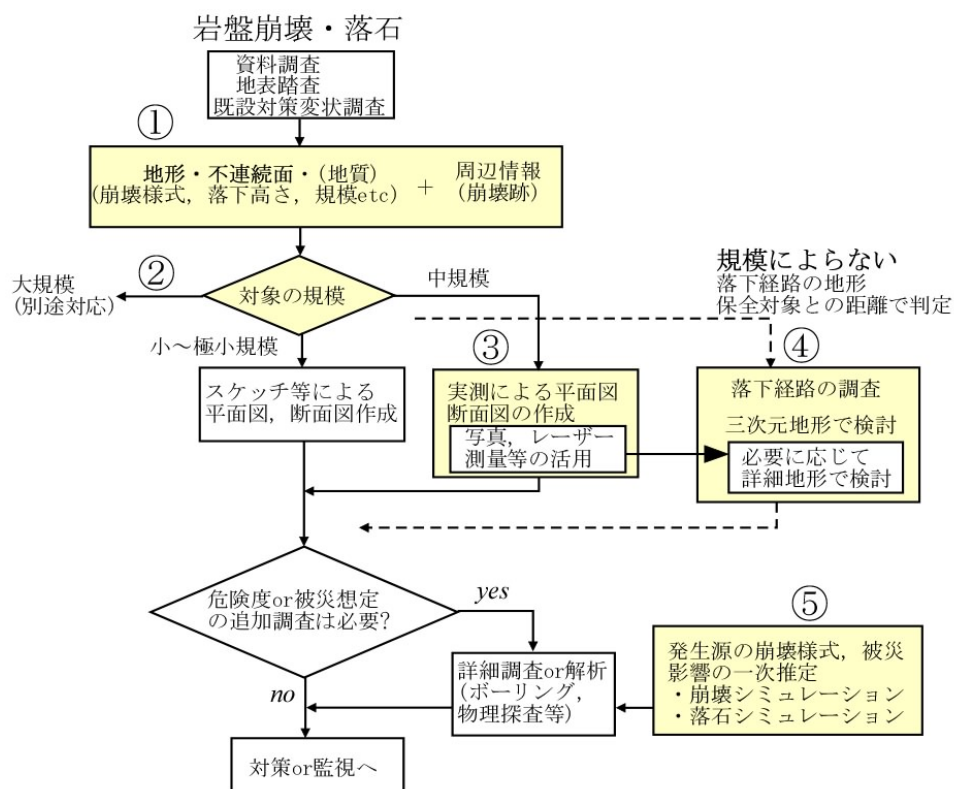 岩盤崩壊・落石
資料調査
地表踏査
既設対策変状調査
①
地形・不連続面・(地質)
(崩壊様式，落下高さ，規模etc)
+
周辺情報
(崩壊跡)
②
大規模
(別途対応)
対象の規模
中規模
規模によらない
落下経路の地形
保全対象との距離で判定
小～極小規模
スケッチ等による
平面図，断面図作成
③
実測による平面図
断面図の作成
写真，レーザー
測量等の活用
④
落下経路の調査
三次元地形で検討
必要に応じて
詳細地形で検討
危険度or被災想定
の追加調査は必要?
yes
no
詳細調査or解析
(ボーリング，
物理探査等)
⑤
発生源の崩壊様式，被災
影響の一次推定
・崩壊シミュレーション
・落石シミュレーション
対策or監視へ